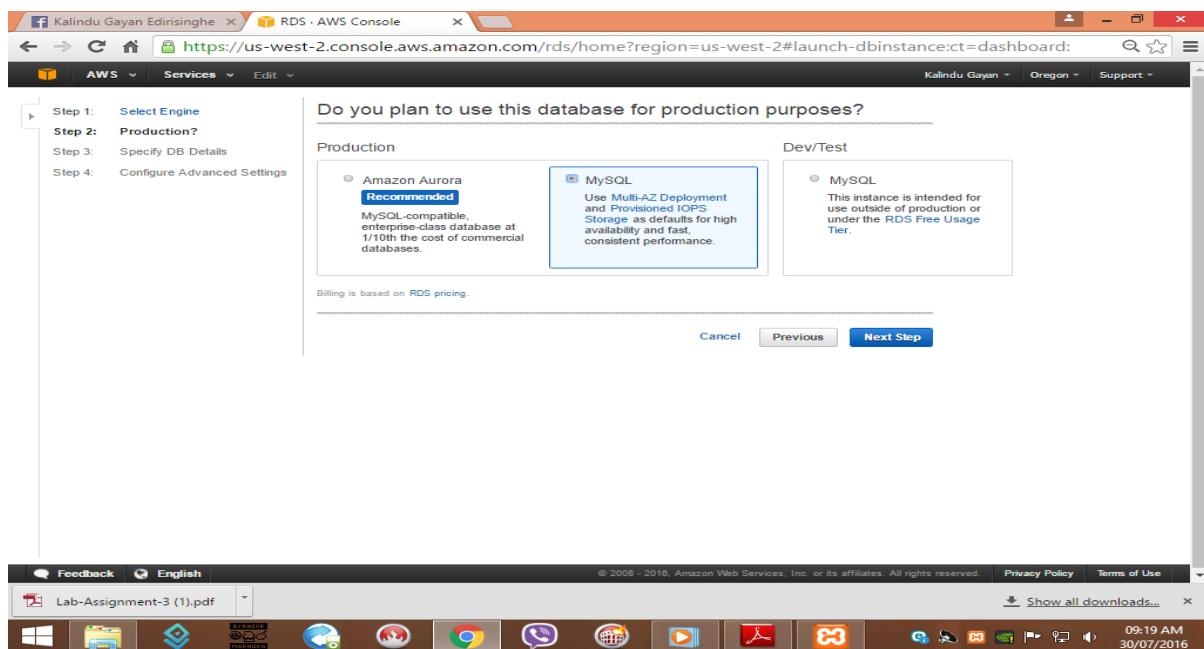 Kalindu Gayan Edirisinghe
RDS · AWS Console
https://us-west-2.console.aws.amazon.com/rds/home?region=us-west-2#launch-dbinstance:ct=dashboard:
AWS
Services
Edit
Kalindu Gayan
Oregon
Support
Step 1: Select Engine
Step 2: Production?
Step 3: Specify DB Details
Step 4: Configure Advanced Settings
Do you plan to use this database for production purposes?
Production
Amazon Aurora
Recommended
MySQL-compatible,
enterprise-class database at
1/10th the cost of commercial
databases.
MySQL
Use Multi-AZ Deployment
and Provisioned IOPS
Storage as defaults for high
availability and fast,
consistent performance.
Dev/Test
MySQL
This instance is intended for
use outside of production or
under the RDS Free Usage
Tier.
Billing is based on RDS pricing.
Cancel
Previous
Next Step
Feedback
English
© 2008 - 2016, Amazon Web Services, Inc. or its affiliates. All rights reserved.
Privacy Policy
Terms of Use
Lab-Assignment-3 (1).pdf
Show all downloads...
09:19 AM
30/07/2016